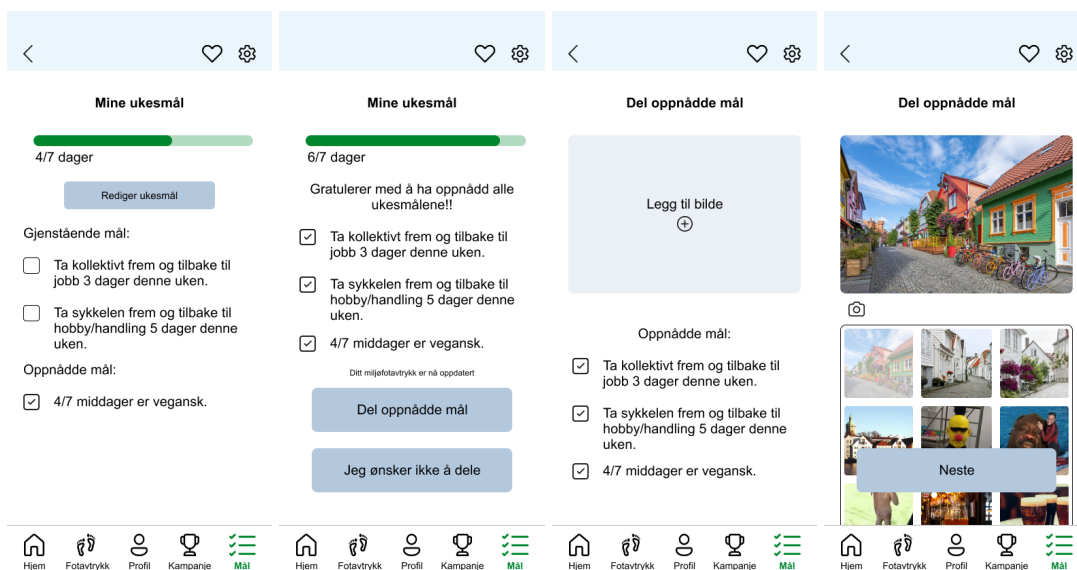 Mine ukesmål
4/7 dager
Rediger ukesmål
Gjenstående mål:
Ta kollektivt frem og tilbake til
jobb 3 dager denne uken.
Ta sykkelen frem og tilbake til
hobby/handling 5 dager denne
uken.
Oppnådde mål:
4/7 middager er vegansk.
Hjem
Fotavtrykk
Profil
Kampanje
Mål
Mine ukesmål
6/7 dager
Gratulerer med å ha oppnådd alle
ukesmålene!!
Ta kollektivt frem og tilbake til
jobb 3 dager denne uken.
Ta sykkelen frem og tilbake til
hobby/handling 5 dager denne
uken.
4/7 middager er vegansk.
Ditt miljøfotavtrykk er nå oppdatert
Del oppnådde mål
Jeg ønsker ikke å dele
Hjem
Fotavtrykk
Profil
Kampanje
Mål
Del oppnådde mål
Legg til bilde
Oppnådde mål:
Ta kollektivt frem og tilbake til
jobb 3 dager denne uken.
Ta sykkelen frem og tilbake til
hobby/handling 5 dager denne
uken.
4/7 middager er vegansk.
Hjem
Fotavtrykk
Profil
Kampanje
Mål
Del oppnådde mål
Neste
Hjem
Fotavtrykk
Profil
Kampanje
Mål